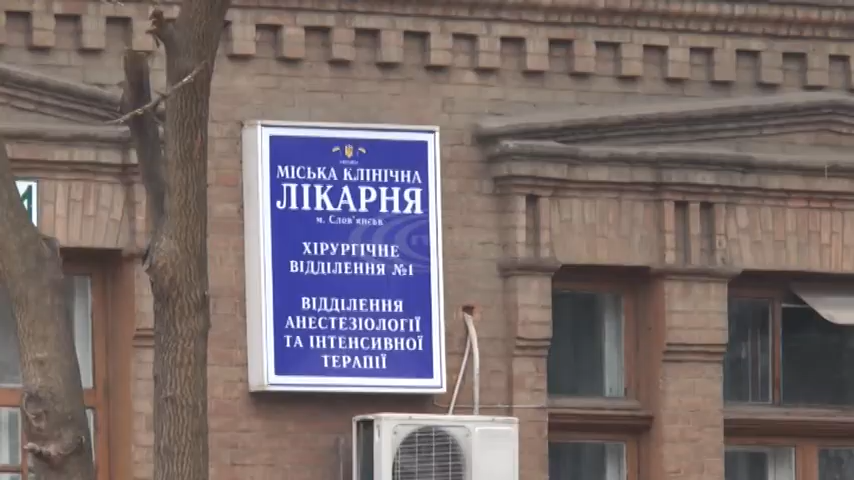 МІСЬКА КЛІНІЧНА
ЛІКАРНЯ
м. Слов'янськ
ХІРУРГІЧНЕ
ВІДДІЛЕННЯ №1
ВІДДІЛЕННЯ
АНЕСТЕЗІОЛОГІЇ
ТА ІНТЕНСИВНОЇ
ТЕРАПІЇ